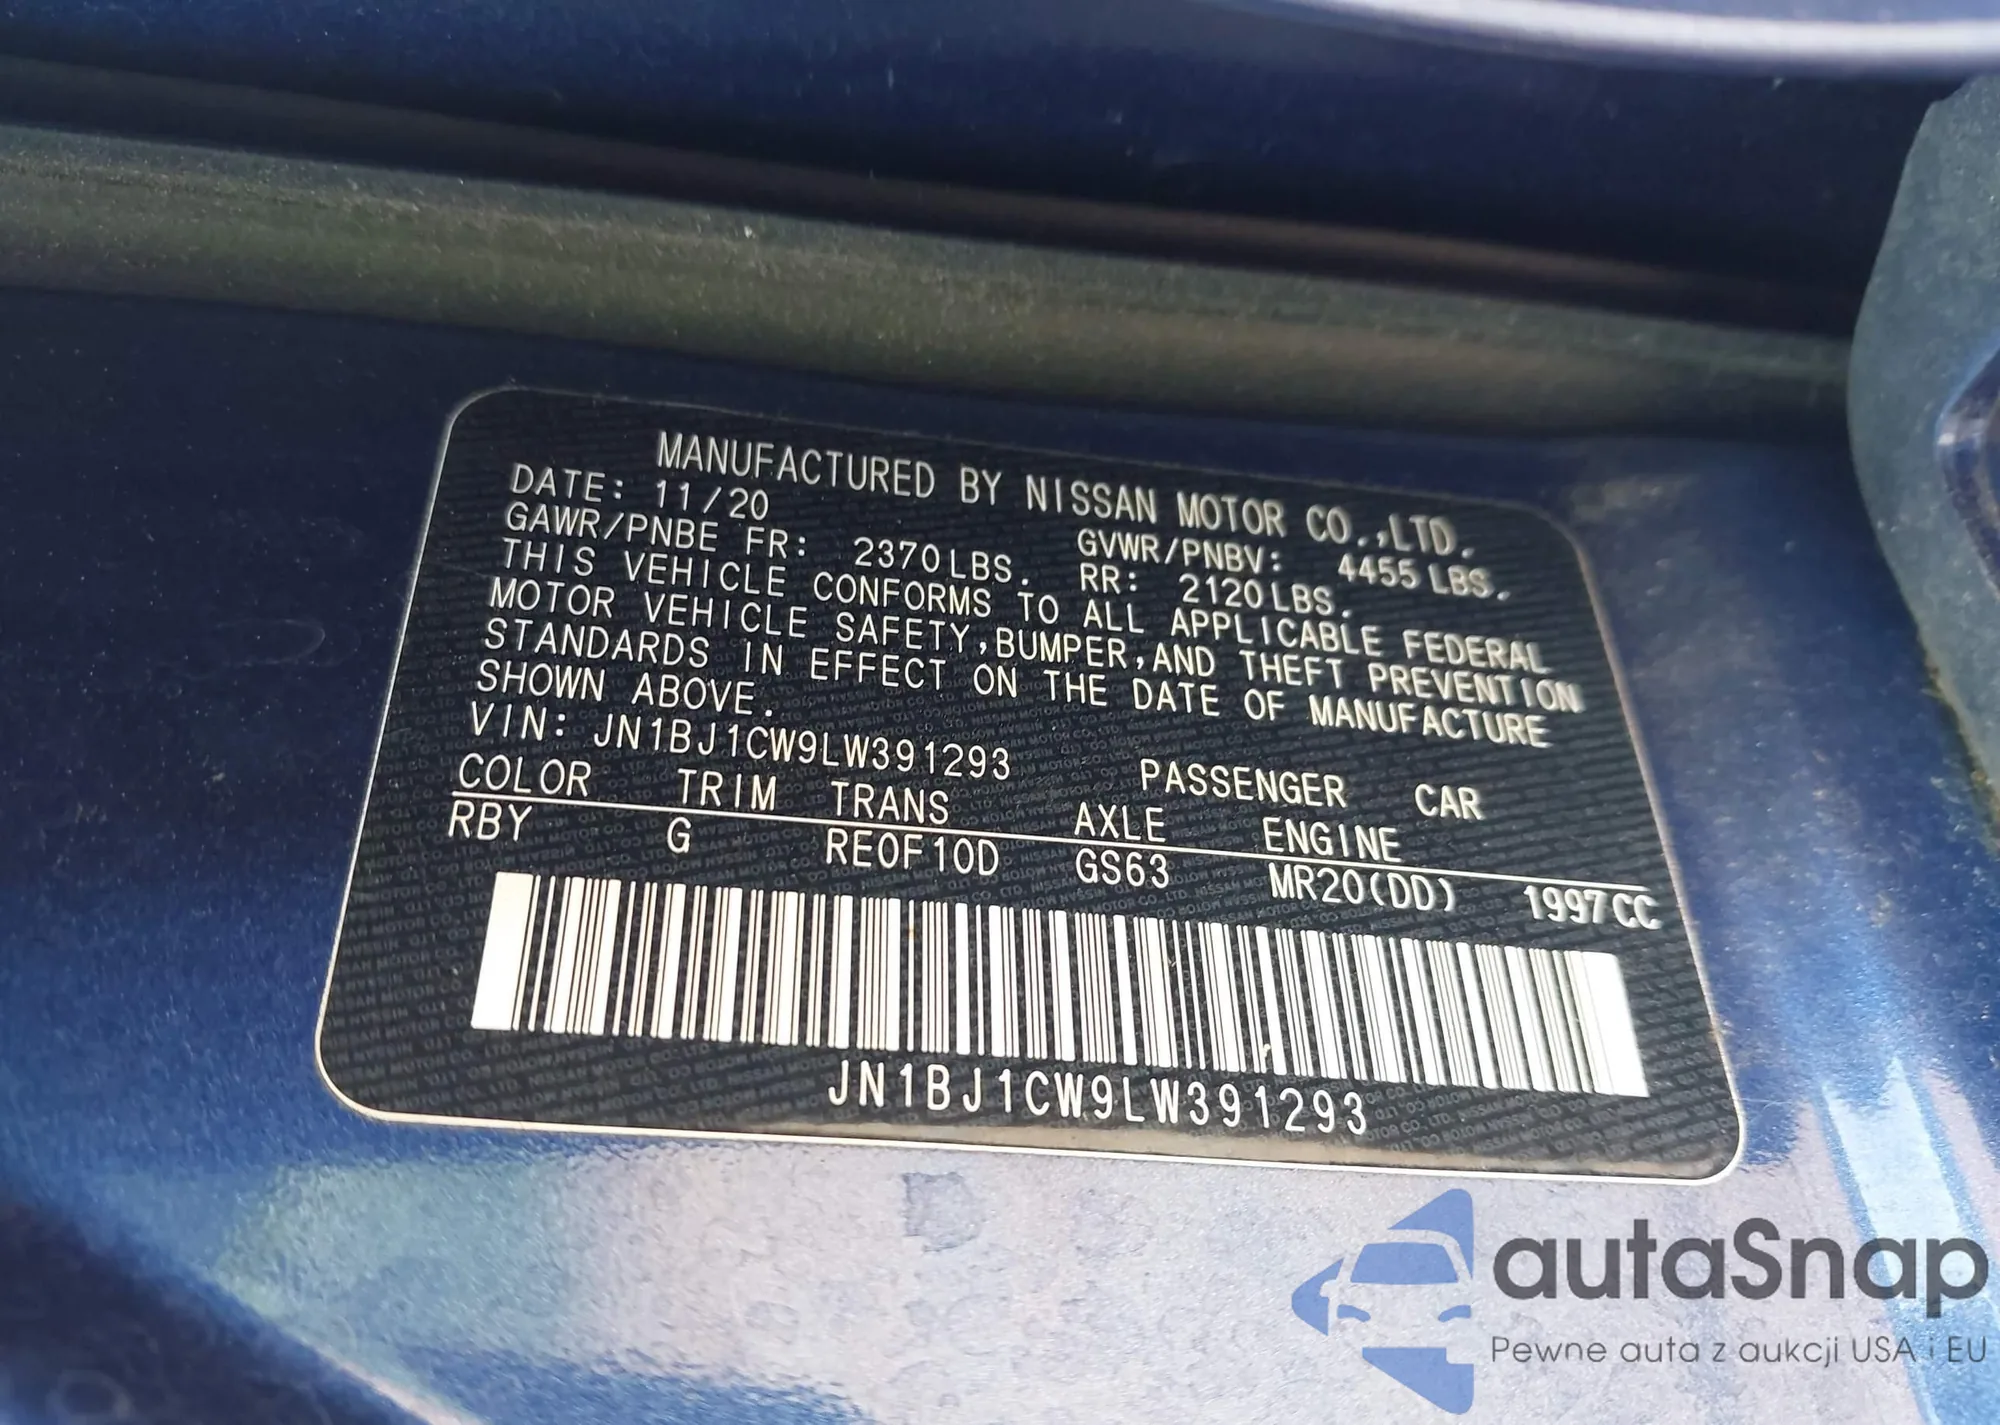 MANUFACTURED BY NISSAN MOTOR CO.,LTD.
DATE: 11/20 GVWR/PNBV: 4455 LBS.
GAWR/PNBE FR: 2370LBS. RR: 2120LBS.
THIS VEHICLE CONFORMS TO ALL APPLICABLE FEDERAL
MOTOR VEHICLE SAFETY,BUMPER,AND THEFT PREVENTION
STANDARDS IN EFFECT ON THE DATE OF MANUFACTURE
SHOWN ABOVE.
VIN: JN1BJ1CW9LW391293 PASSENGER CAR
COLOR TRIM TRANS AXLE ENGINE
RBY G RE0F10D GS63 MR20(DD) 1997CC
JN1BJ1CW9LW391293
autaSnap
Pewne auta z aukcji USA i EU